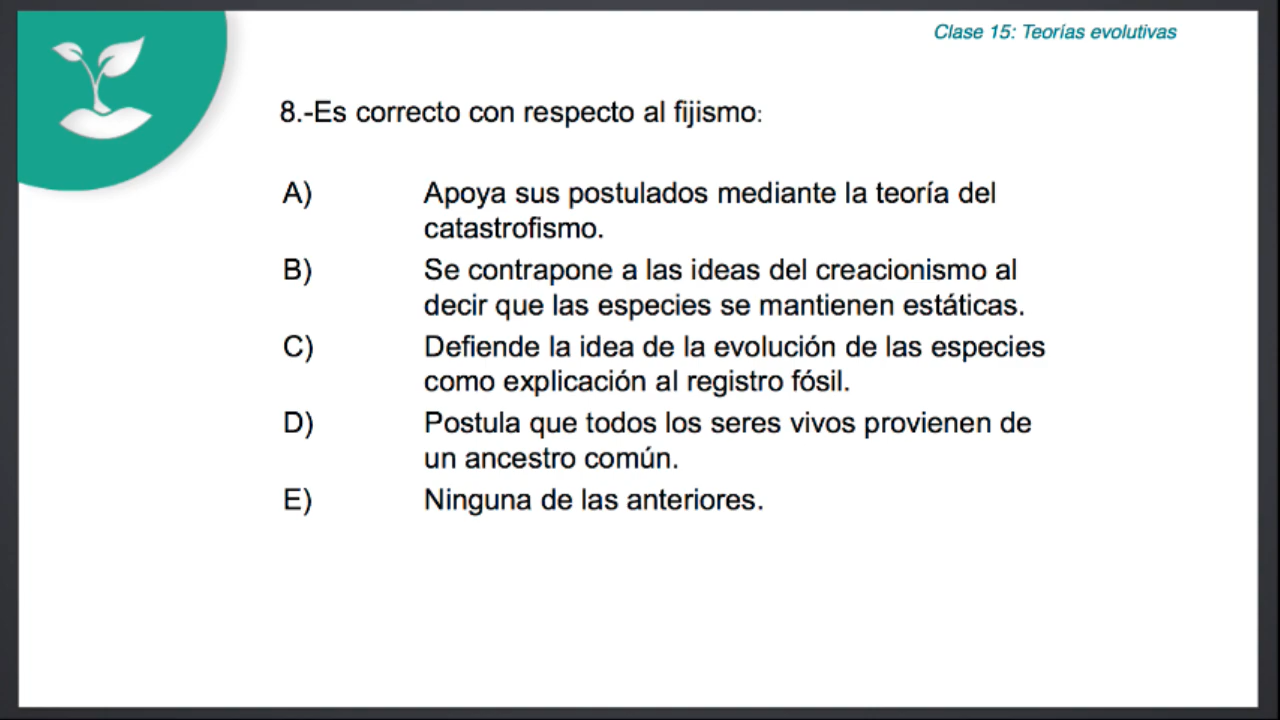 Clase 15: Teorías evolutivas
8.-Es correcto con respecto al fijismo:
A) Apoya sus postulados mediante la teoría del
catastrofismo.
B) Se contrapone a las ideas del creacionismo al
decir que las especies se mantienen estáticas.
C) Defiende la idea de la evolución de las especies
como explicación al registro fósil.
D) Postula que todos los seres vivos provienen de
un ancestro común.
E) Ninguna de las anteriores.